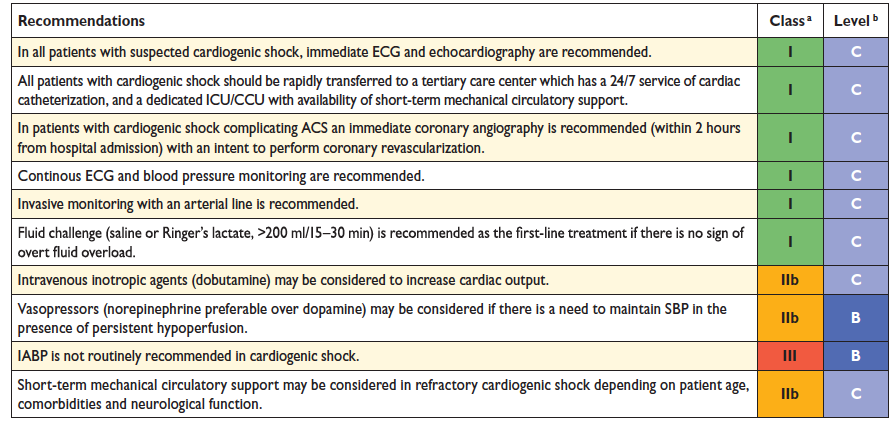 Recommendations Class a Level b
In all patients with suspected cardiogenic shock, immediate ECG and echocardiography are recommended. I C
All patients with cardiogenic shock should be rapidly transferred to a tertiary care center which has a 24/7 service of cardiac
catheterization, and a dedicated ICU/CCU with availability of short-term mechanical circulatory support. I C
In patients with cardiogenic shock complicating ACS an immediate coronary angiography is recommended (within 2 hours
from hospital admission) with an intent to perform coronary revascularization. I C
Continous ECG and blood pressure monitoring are recommended. I C
Invasive monitoring with an arterial line is recommended. I C
Fluid challenge (saline or Ringer’s lactate, >200 ml/15–30 min) is recommended as the first-line treatment if there is no sign of
overt fluid overload. I C
Intravenous inotropic agents (dobutamine) may be considered to increase cardiac output. IIb C
Vasopressors (norepinephrine preferable over dopamine) may be considered if there is a need to maintain SBP in the
presence of persistent hypoperfusion. IIb B
IABP is not routinely recommended in cardiogenic shock. III B
Short-term mechanical circulatory support may be considered in refractory cardiogenic shock depending on patient age,
comorbidities and neurological function. IIb C